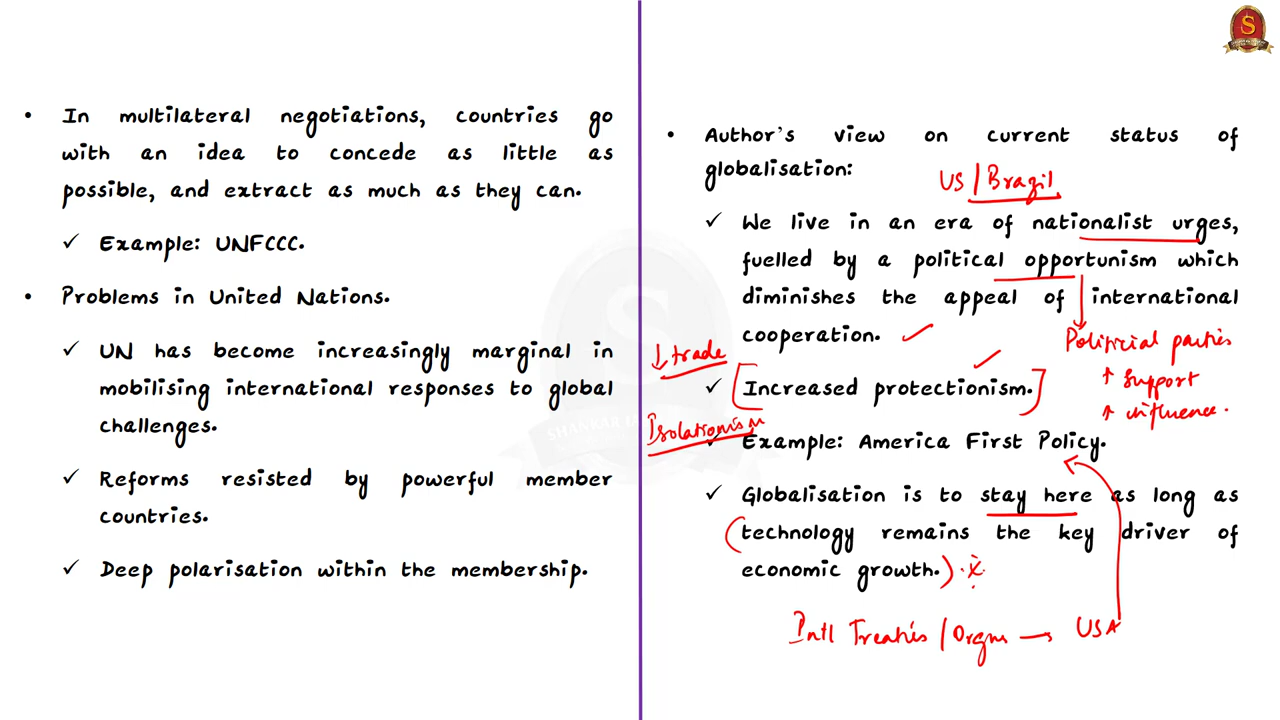 • In multilateral negotiations, countries go
with an idea to concede as little as
possible, and extract as much as they can.
✓ Example: UNFCCC.
• Problems in United Nations.
✓ UN has become increasingly marginal in
mobilising international responses to global
challenges.
✓ Reforms resisted by powerful member
countries.
✓ Deep polarisation within the membership.
• Author's view on current status of
globalisation:
US / Brazil
✓ We live in an era of nationalist urges,
fuelled by a political opportunism which
diminishes the appeal of international
cooperation.
Political parties
↑ support
↑ influence.
↓ trade
✓ [Increased protectionism.]
Isolationism
✓ Example: America First Policy.
✓ Globalisation is to stay here as long as
(technology remains the key driver of
economic growth.)
Intl Treaties / Orgns → USA
S